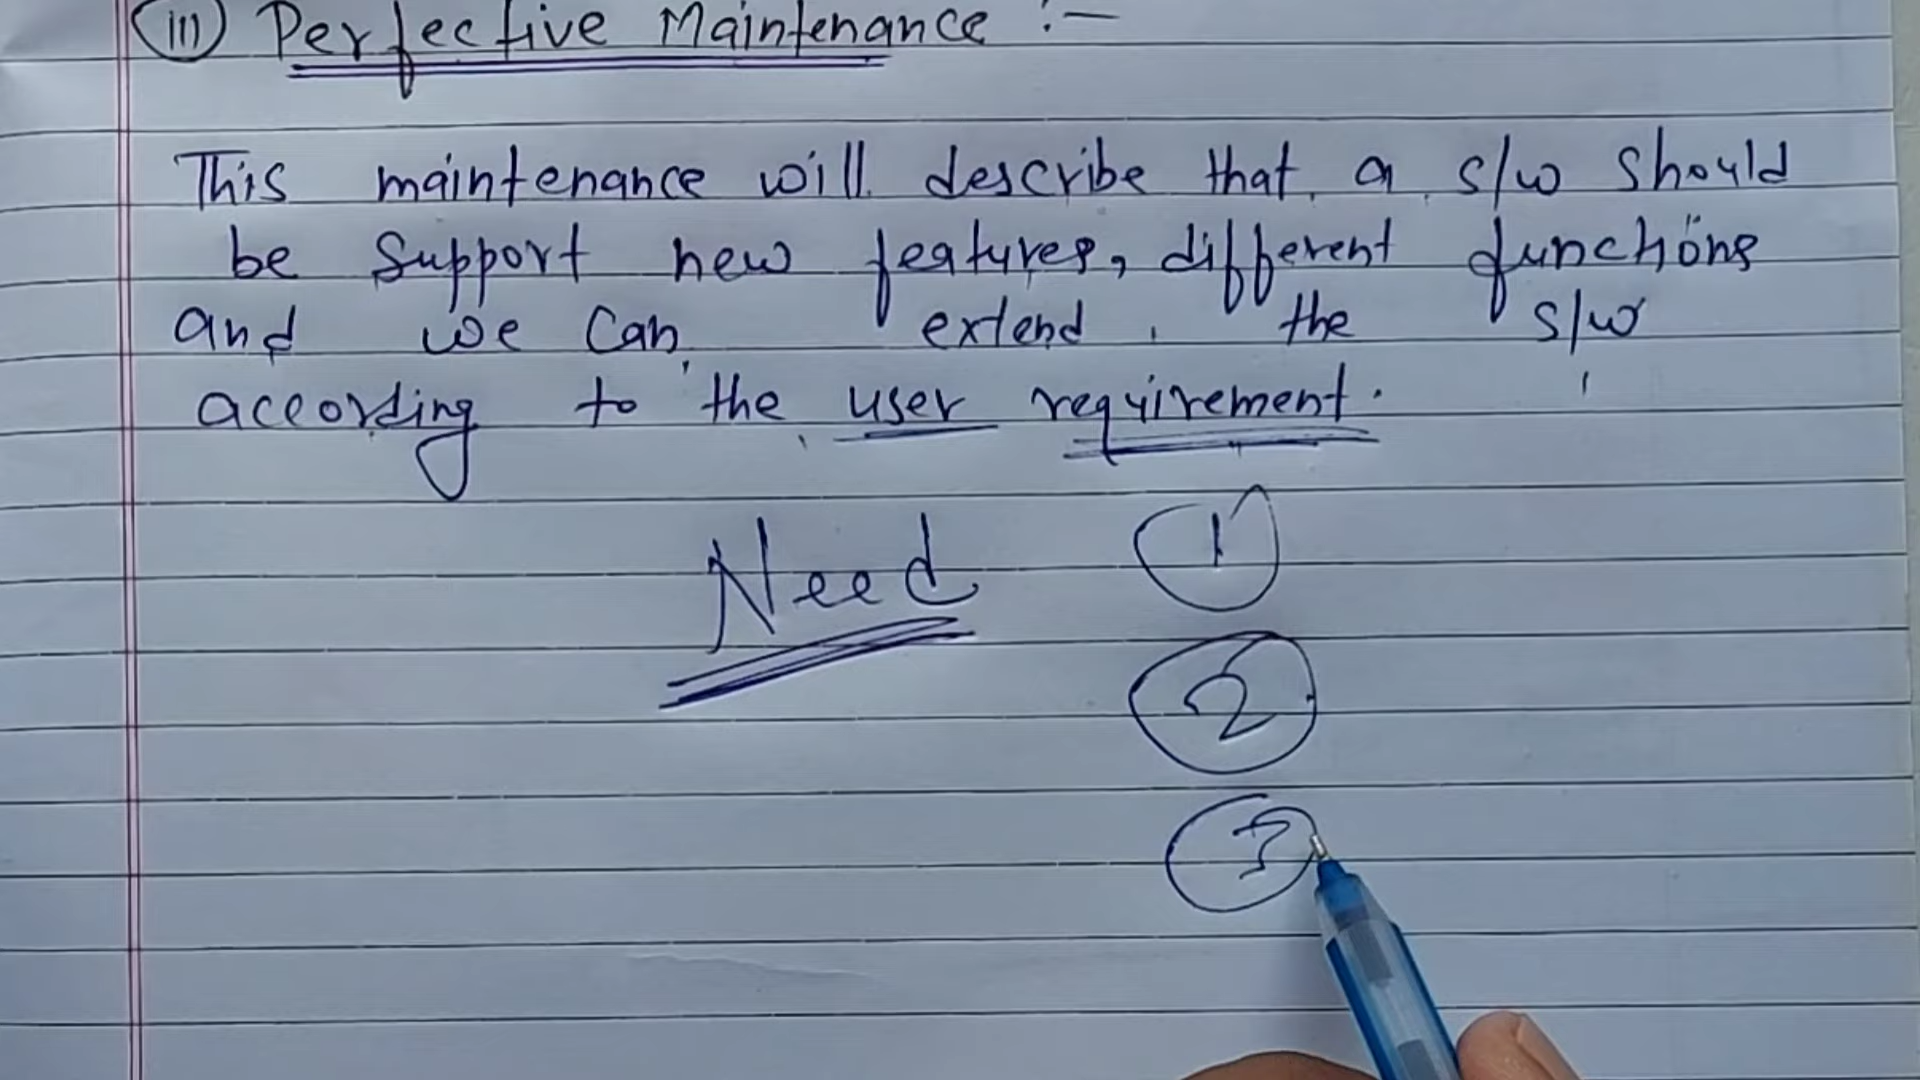 (iii) Perfective Maintenance :-
This maintenance will describe that a s/w should
be support new features, different functions
and we can extend the s/w
according to the user requirement.
Need
1
2
3